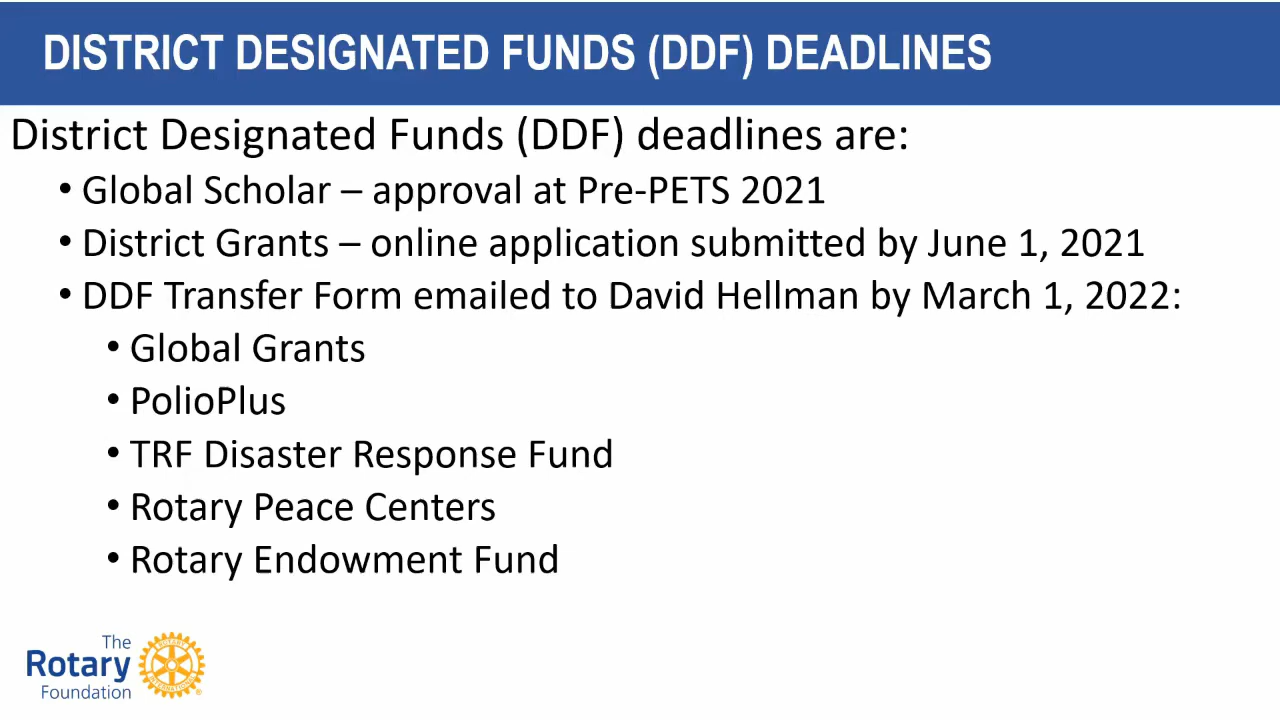 DISTRICT DESIGNATED FUNDS (DDF) DEADLINES
District Designated Funds (DDF) deadlines are:
• Global Scholar – approval at Pre-PETS 2021
• District Grants – online application submitted by June 1, 2021
• DDF Transfer Form emailed to David Hellman by March 1, 2022:
• Global Grants
• PolioPlus
• TRF Disaster Response Fund
• Rotary Peace Centers
• Rotary Endowment Fund
The
Rotary
Foundation
ROTARY
INTERNATIONAL